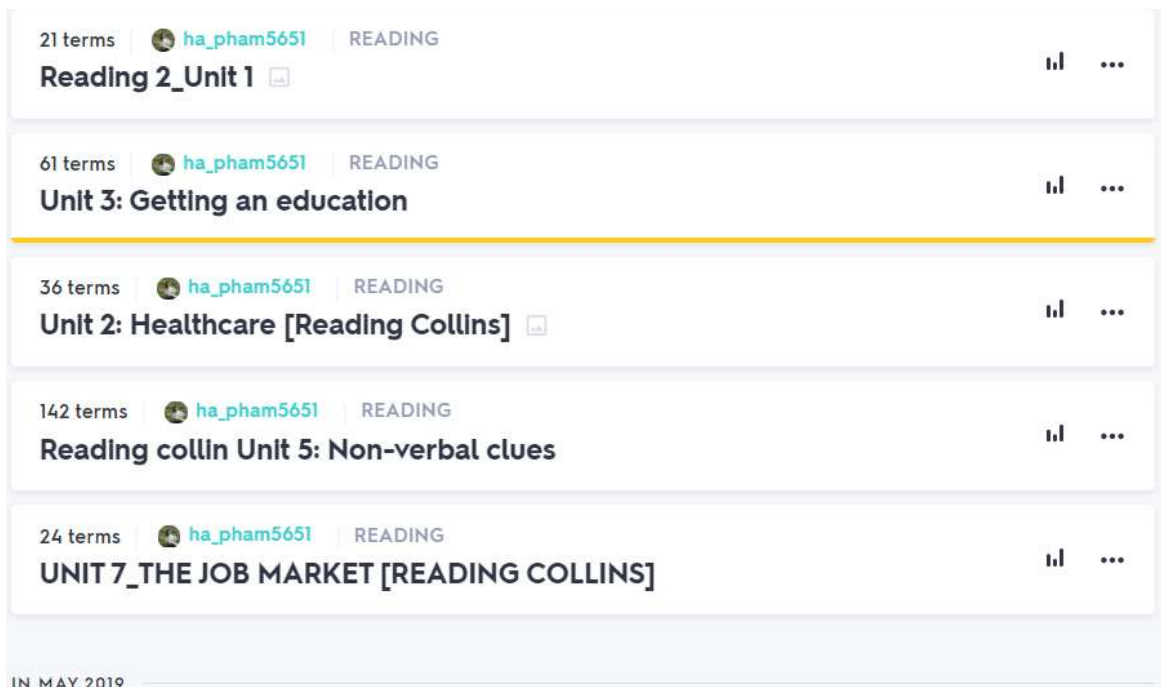 21 terms ha_pham5651 READING
Reading 2_Unit 1
61 terms ha_pham5651 READING
Unit 3: Getting an education
36 terms ha_pham5651 READING
Unit 2: Healthcare [Reading Collins]
142 terms ha_pham5651 READING
Reading collin Unit 5: Non-verbal clues
24 terms ha_pham5651 READING
UNIT 7_THE JOB MARKET [READING COLLINS]
IN MAY 2019